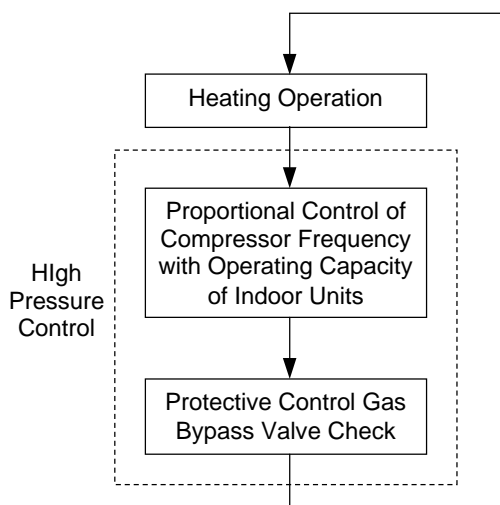 Heating Operation
Proportional Control of
Compressor Frequency
with Operating Capacity
of Indoor Units
HIgh
Pressure
Control
Protective Control Gas
Bypass Valve Check